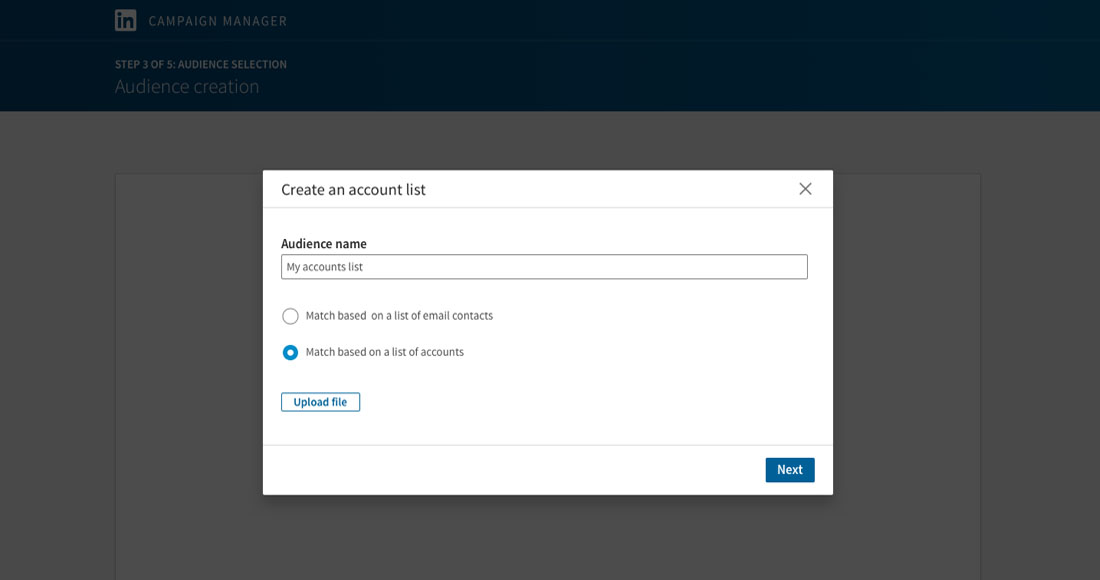 in CAMPAIGN MANAGER
STEP 3 OF 5: AUDIENCE SELECTION
Audience creation
Create an account list
Audience name
My accounts list
Match based on a list of email contacts
Match based on a list of accounts
Upload file
Next